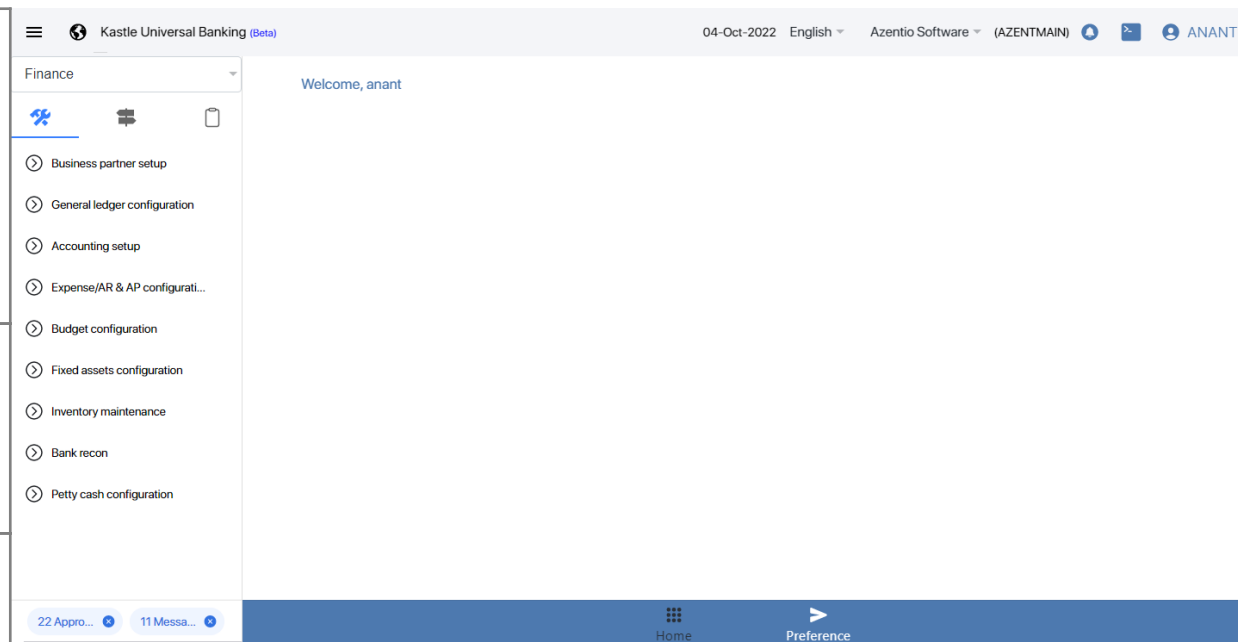 Kastle Universal Banking (Beta)
04-Oct-2022 English Azentio Software (AZENTMAIN) ANANT
Finance
Welcome, anant
Business partner setup
General ledger configuration
Accounting setup
Expense/AR & AP configurati...
Budget configuration
Fixed assets configuration
Inventory maintenance
Bank recon
Petty cash configuration
22 Appro... 11 Messa...
Home Preference